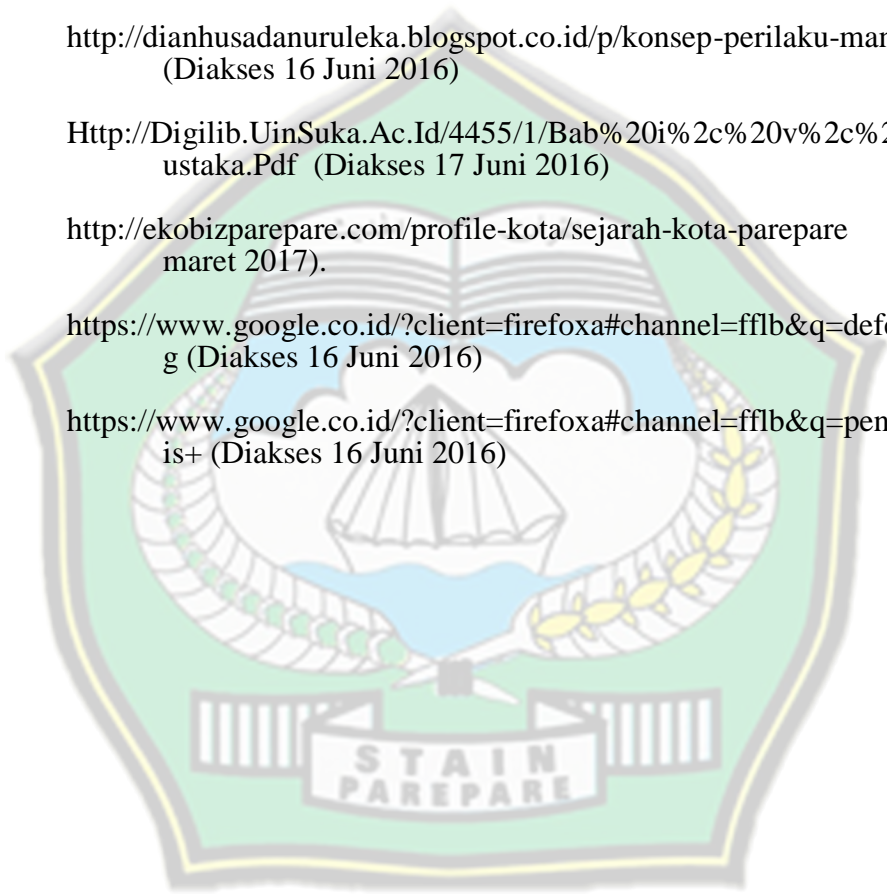 http://dianhusadanuruleka.blogspot.co.id/p/konsep-perilaku-mar
(Diakses 16 Juni 2016)
Http://Digilib.UinSuka.Ac.Id/4455/1/Bab%20i%2c%20v%2c%2
ustaka.Pdf (Diakses 17 Juni 2016)
http://ekobizparepare.com/profile-kota/sejarah-kota-parepare
maret 2017).
https://www.google.co.id/?client=firefoxa#channel=fflb&q=def
g (Diakses 16 Juni 2016)
https://www.google.co.id/?client=firefoxa#channel=fflb&q=pen
is+ (Diakses 16 Juni 2016)
STAIN
PAREPARE